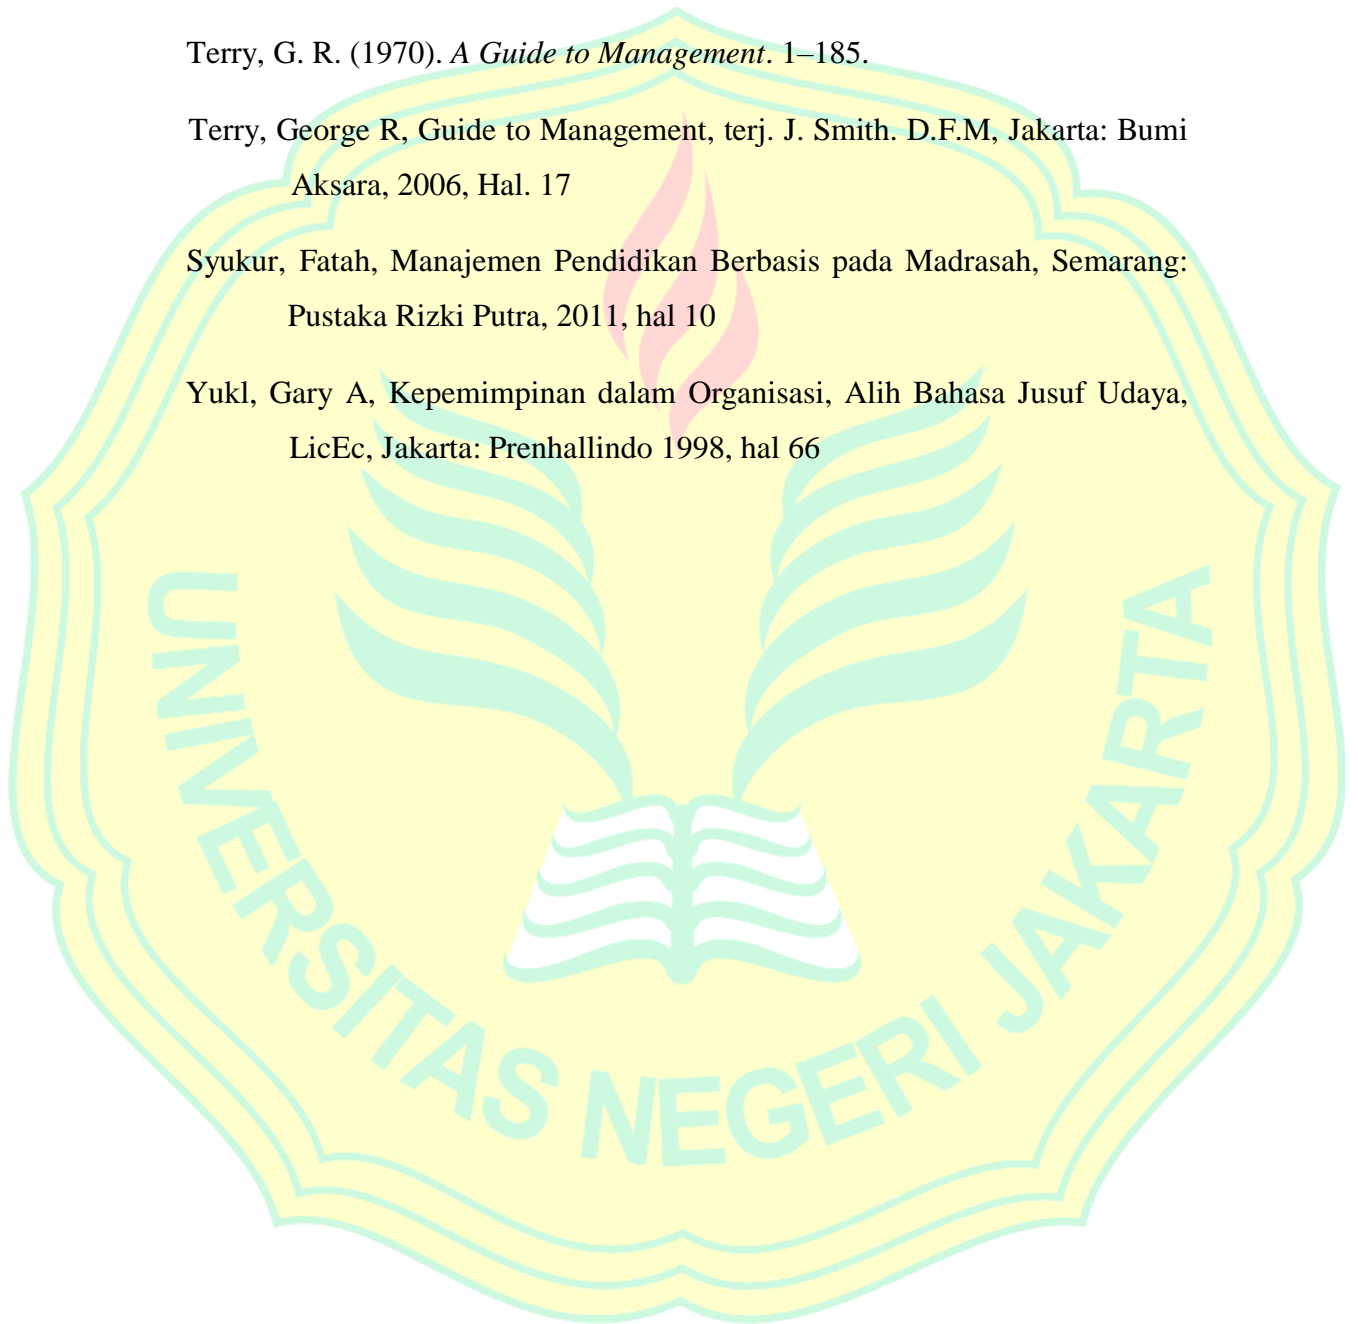 Terry, G. R. (1970). A Guide to Management. 1–185.
Terry, George R, Guide to Management, terj. J. Smith. D.F.M, Jakarta: Bumi
Aksara, 2006, Hal. 17
Syukur, Fatah, Manajemen Pendidikan Berbasis pada Madrasah, Semarang:
Pustaka Rizki Putra, 2011, hal 10
Yukl, Gary A, Kepemimpinan dalam Organisasi, Alih Bahasa Jusuf Udaya,
LicEc, Jakarta: Prenhallindo 1998, hal 66
UNIVERSITAS NEGERI JAKARTA